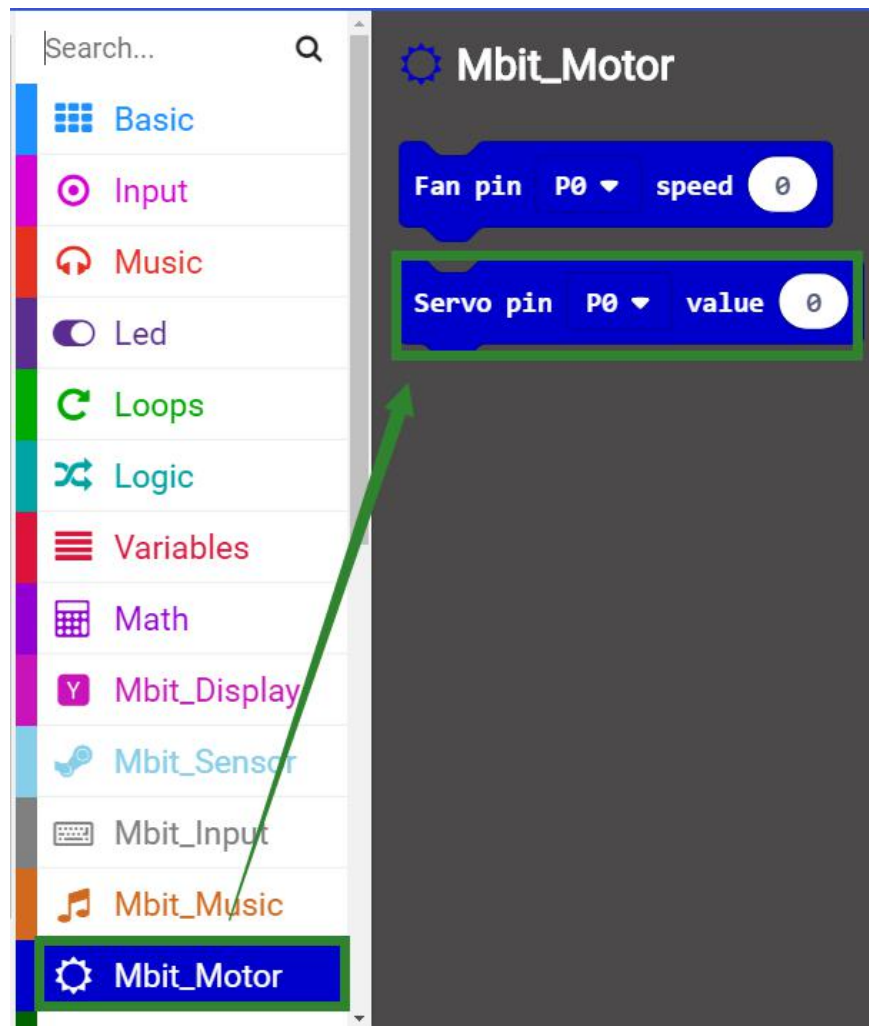 Search...
Basic
Input
Music
Led
Loops
Logic
Variables
Math
Mbit_Display
Mbit_Sensor
Mbit_Input
Mbit_Music
Mbit_Motor
Mbit_Motor
Fan pin P0 speed 0
Servo pin P0 value 0